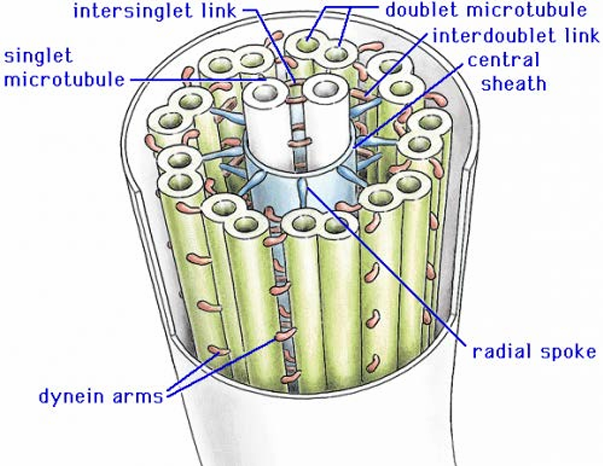 intersinglet link
doublet microtubule
interdoublet link
singlet
microtubule
central
sheath
radial spoke
dynein arms